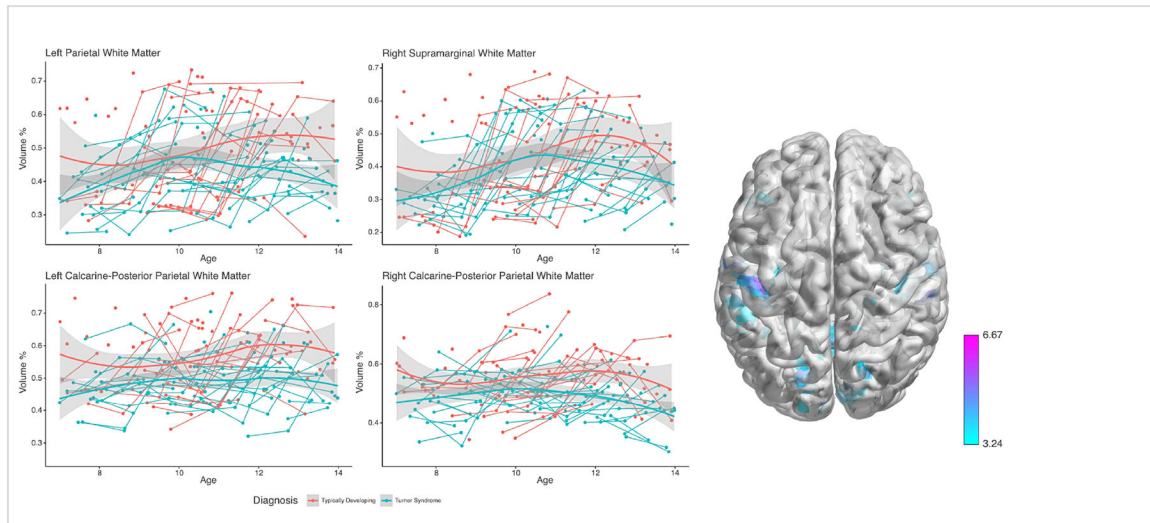 Left Parietal White Matter
Right Supramarginal White Matter
0.7
0.6
0.5
0.4
0.3
Volume %
8
10
12
14
Age
0.7
0.6
0.5
0.4
0.3
0.2
Volume %
8
10
12
14
Age
Left Calcarine-Posterior Parietal White Matter
Right Calcarine-Posterior Parietal White Matter
0.7
0.6
0.5
0.4
0.3
Volume %
8
10
12
14
Age
0.8
0.6
0.4
Volume %
8
10
12
14
Age
Diagnosis
Typically Developing
Turner Syndrome
6.67
3.24